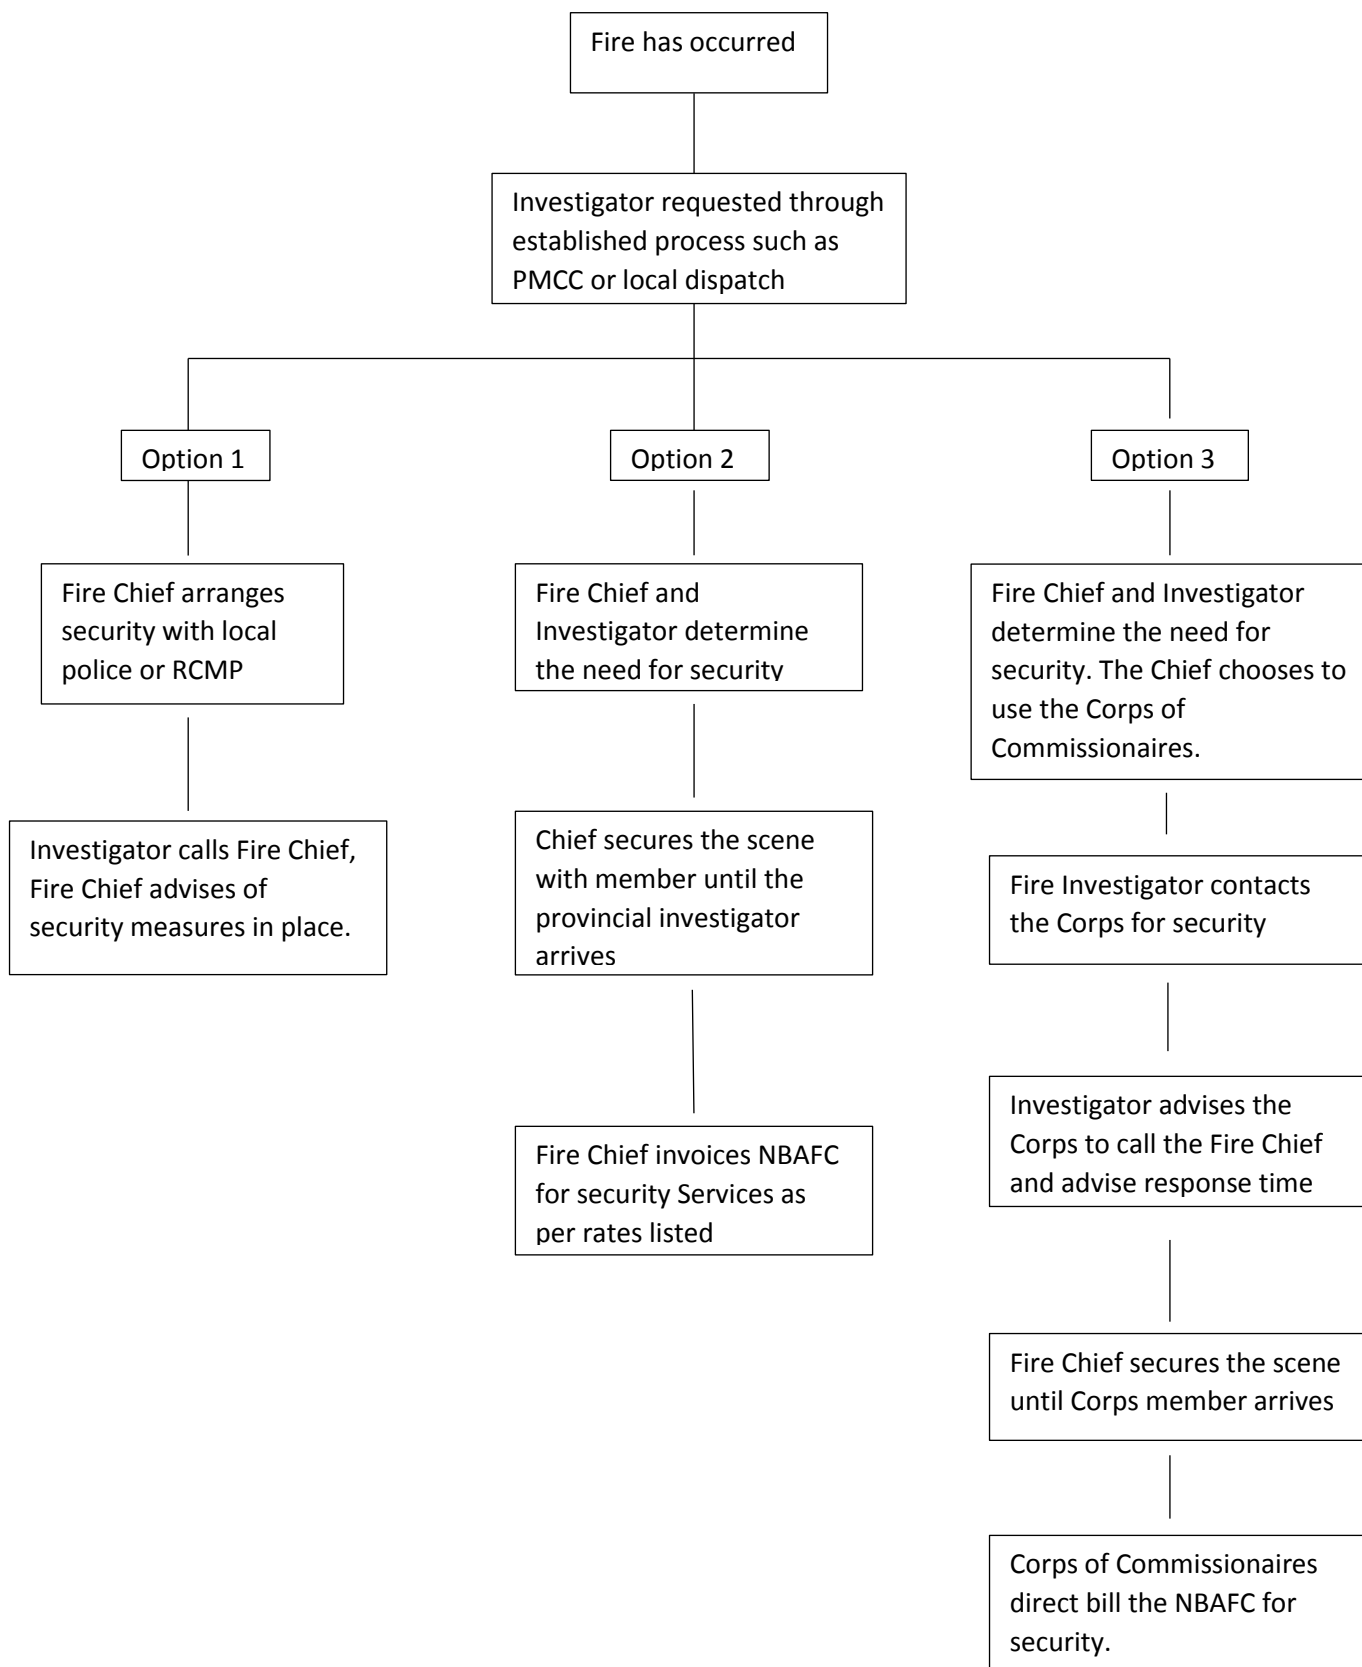 Fire has occurred
Investigator requested through
established process such as
PMCC or local dispatch
Option 1
Option 2
Option 3
Fire Chief arranges
security with local
police or RCMP
Investigator calls Fire Chief,
Fire Chief advises of
security measures in place.
Fire Chief and
Investigator determine
the need for security
Chief secures the scene
with member until the
provincial investigator
arrives
Fire Chief invoices NBAFC
for security Services as
per rates listed
Fire Chief and Investigator
determine the need for
security. The Chief chooses to
use the Corps of
Commissionaires.
Fire Investigator contacts
the Corps for security
Investigator advises the
Corps to call the Fire Chief
and advise response time
Fire Chief secures the scene
until Corps member arrives
Corps of Commissionaires
direct bill the NBAFC for
security.